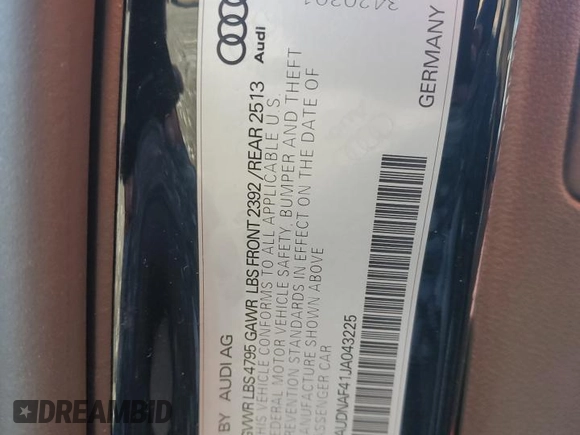 BY AUDI AG
GVWR LBS 4795 GAWR LBS FRONT 2392 / REAR 2513
THIS VEHICLE CONFORMS TO ALL APPLICABLE U.S.
FEDERAL MOTOR VEHICLE SAFETY, BUMPER AND THEFT
PREVENTION STANDARDS IN EFFECT ON THE DATE OF
MANUFACTURE SHOWN ABOVE
PASSENGER CAR
AUDNAF41JA043225
GERMANY
Audi
DREAMBID